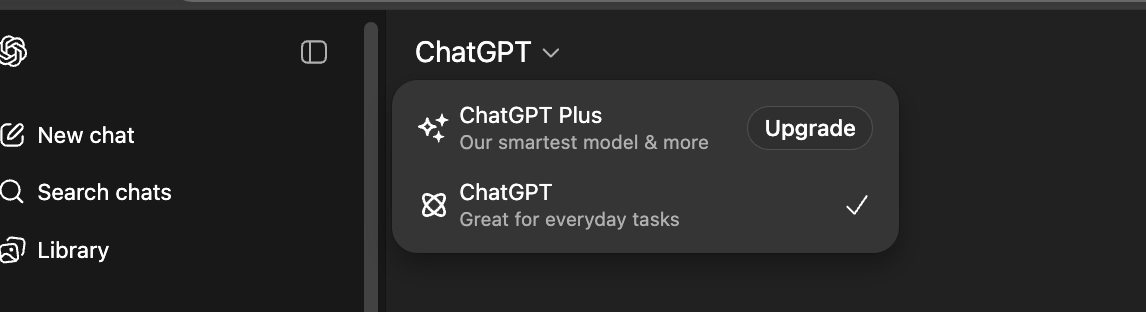 ChatGPT
New chat
Search chats
Library
ChatGPT Plus
Our smartest model & more
Upgrade
ChatGPT
Great for everyday tasks